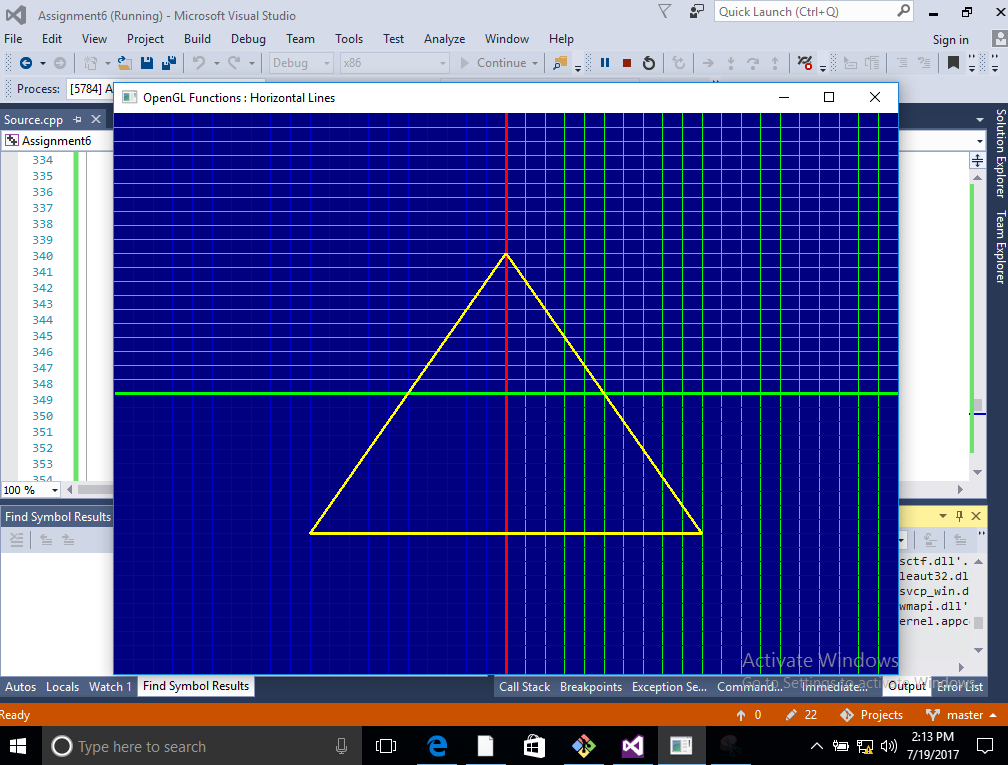 Assignment6 (Running) - Microsoft Visual Studio
Quick Launch (Ctrl+Q)
File Edit View Project Build Debug Team Tools Test Analyze Window Help
Sign in
Debug x86 Continue
Process: [5784] A
OpenGL Functions : Horizontal Lines
Source.cpp
Assignment6
Solution Explorer
Team Explorer
334
335
336
337
338
339
340
341
342
343
344
345
346
347
348
349
350
351
352
353
354
100 %
Find Symbol Results
sctf.dll'.
leaut32.dl
svcp_win.d
wmapi.dll'
ernel.appc
Activate Windows
Go to Settings to activate Windows.
Autos Locals Watch 1 Find Symbol Results
Call Stack Breakpoints Exception Se... Command... Immediate... Output Error List
Ready
0 22 Projects master
Type here to search
2:13 PM
7/19/2017